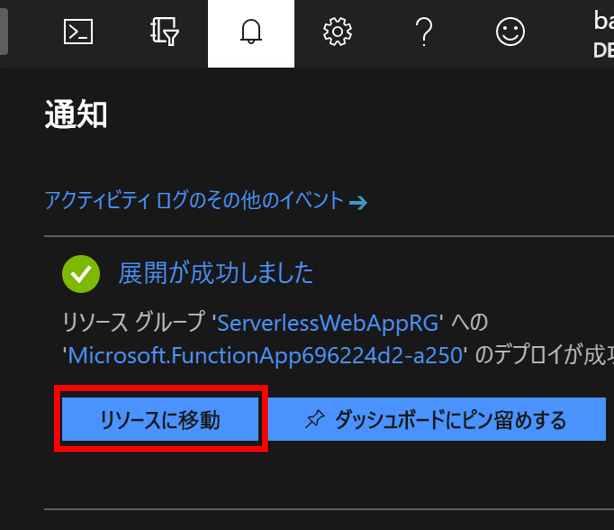 ba
DE
通知
アクティビティ ログのその他のイベント
展開が成功しました
リソース グループ 'ServerlessWebAppRG' への
'Microsoft.FunctionApp696224d2-a250' のデプロイが成功
リソースに移動
ダッシュボードにピン留めする